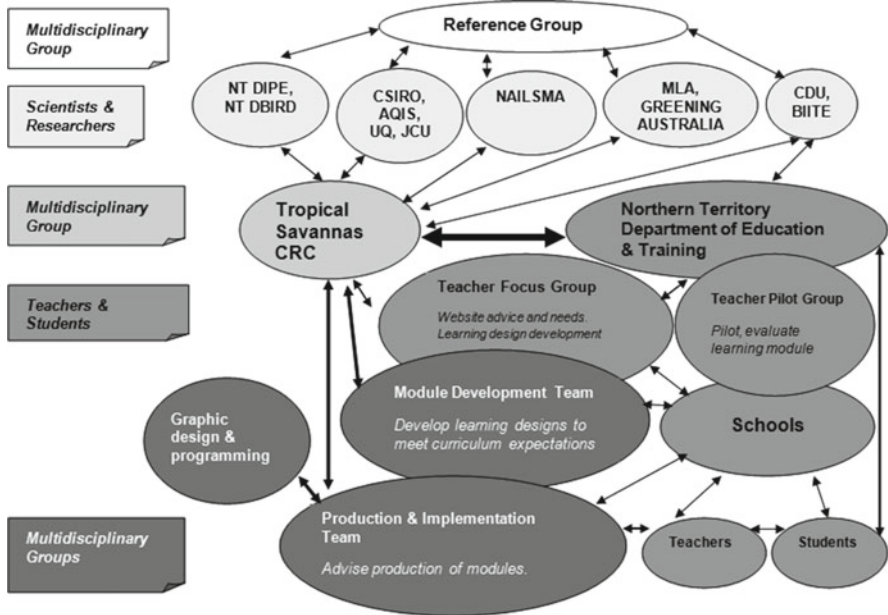 Multidisciplinary
Group
Reference Group
Scientists &
Researchers
NT DIPE,
NT DBIRD
CSIRO,
AQIS,
UQ, JCU
NAILSMA
MLA,
GREENING
AUSTRALIA
CDU,
BIITE
Multidisciplinary
Group
Tropical
Savannas
CRC
Northern Territory
Department of Education
& Training
Teachers &
Students
Teacher Focus Group
Website advice and needs.
Learning design development
Teacher Pilot Group
Pilot, evaluate
learning module
Module Development Team
Develop learning designs to
meet curriculum expectations
Graphic
design &
programming
Schools
Multidisciplinary
Groups
Production & Implementation
Team
Advise production of modules.
Teachers
Students